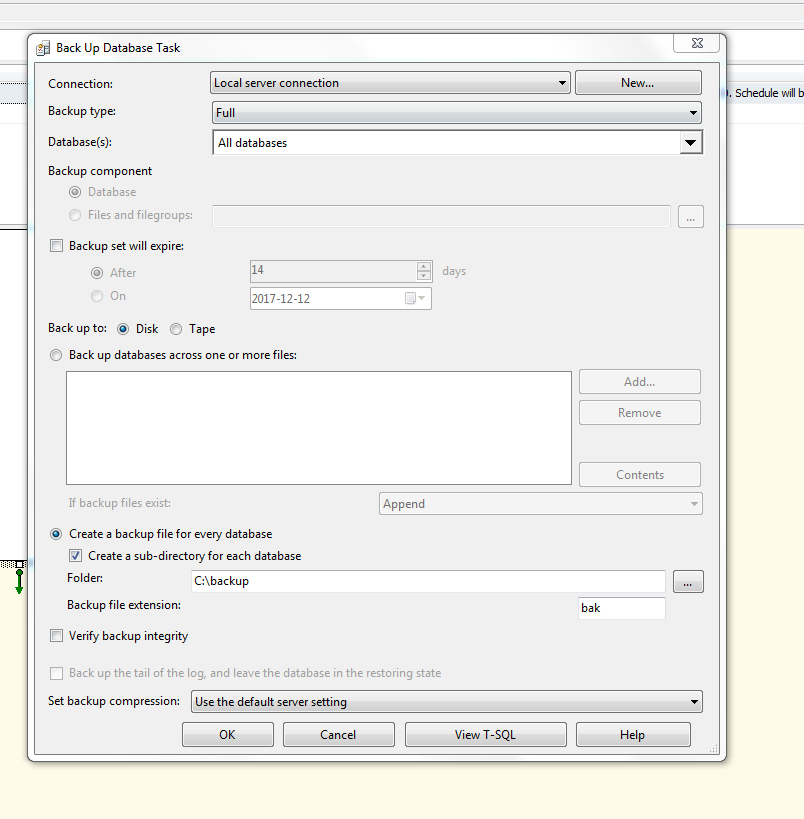 Back Up Database Task
Connection: Local server connection New...
). Schedule will b
Backup type: Full
Database(s): All databases
Backup component
Database
Files and filegroups: ...
Backup set will expire:
After 14 days
On 2017-12-12
Back up to: Disk Tape
Back up databases across one or more files:
Add...
Remove
Contents
If backup files exist: Append
Create a backup file for every database
Create a sub-directory for each database
Folder: C:\backup ...
Backup file extension: bak
Verify backup integrity
Back up the tail of the log, and leave the database in the restoring state
Set backup compression: Use the default server setting
OK Cancel View T-SQL Help